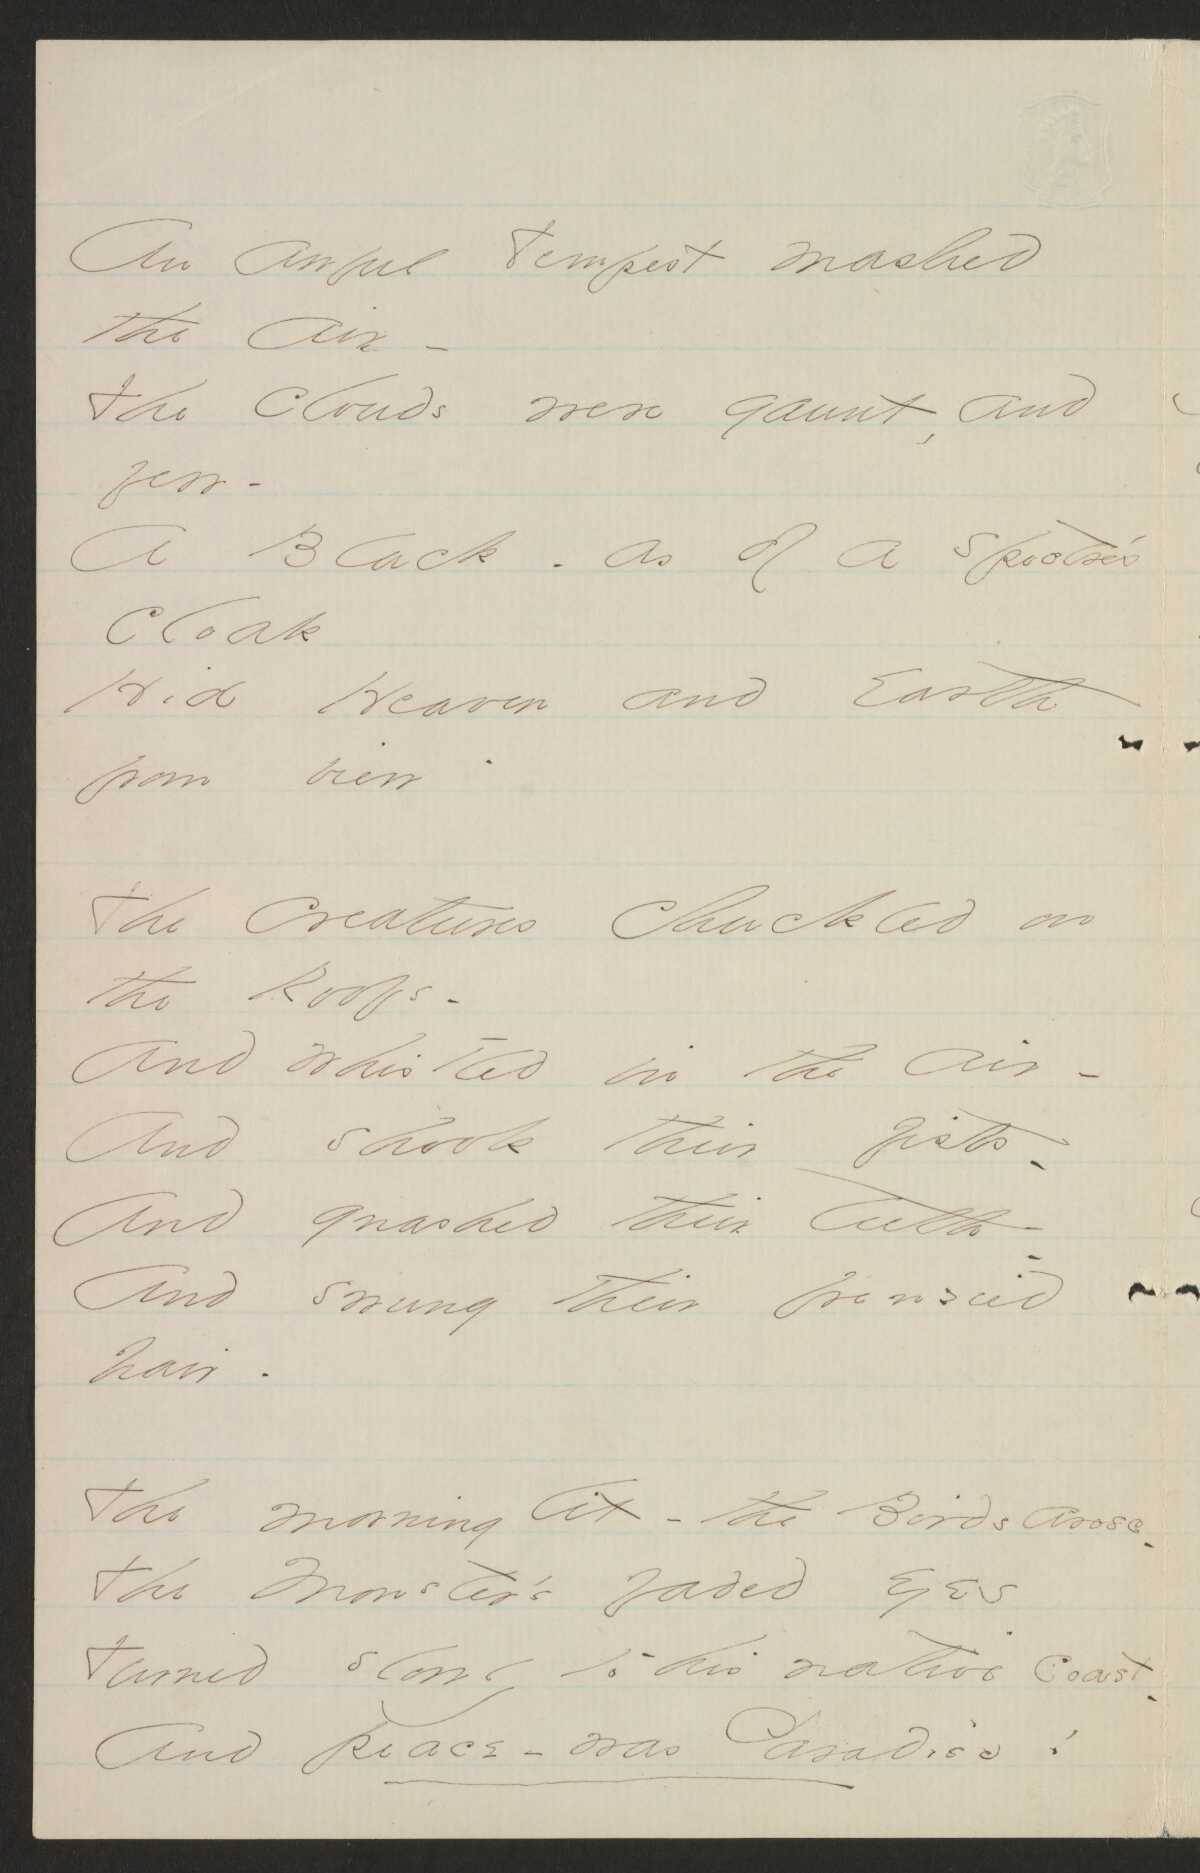 An awful Tempest mashed
the air -
The clouds were gaunt, and
few -
A Black - as of a spectre's
cloak
Hid Heaven and Earth
from view .
The creatures chuckled on
the Roofs -
And whistled in the air -
And shook their fists -
And gnashed their teeth -
And swung their frenzied
hair .
The morning lit - the Birds arose -
The Monster's faded eyes
Turned slowly to his native coast -
And peace - was Paradise !